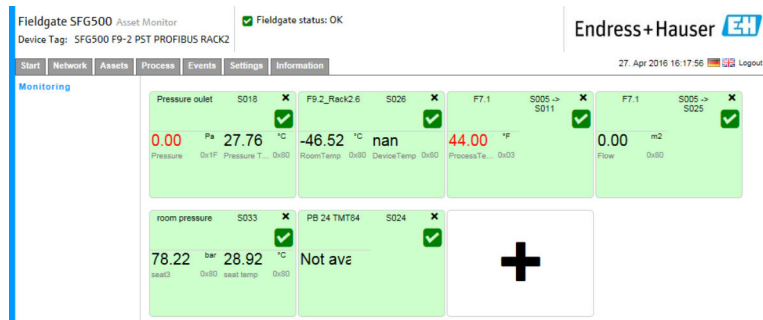 Fieldgate SFG500 Asset Monitor
Device Tag: SFG500 F9-2 PST PROFIBUS RACK2
Fieldgate status: OK
Endress+Hauser EH
Start Network Assets Process Events Settings Information
27. Apr 2016 16:17:56 Logout
Monitoring
Pressure oulet S018
0.00 Pa 27.76 °C
Pressure 0x1F Pressure T... 0x80
F9.2_Rack2.6 S026
-46.52 °C nan
RoomTemp 0x80 DeviceTemp 0x80
F7.1 S005 -> S011
44.00 °F
ProcessTe... 0x03
F7.1 S005 -> S025
0.00 m2
Flow 0x80
room pressure S033
78.22 bar 28.92 °C
seat3 0x80 seat temp 0x80
PB 24 TMT84 S024
Not ava